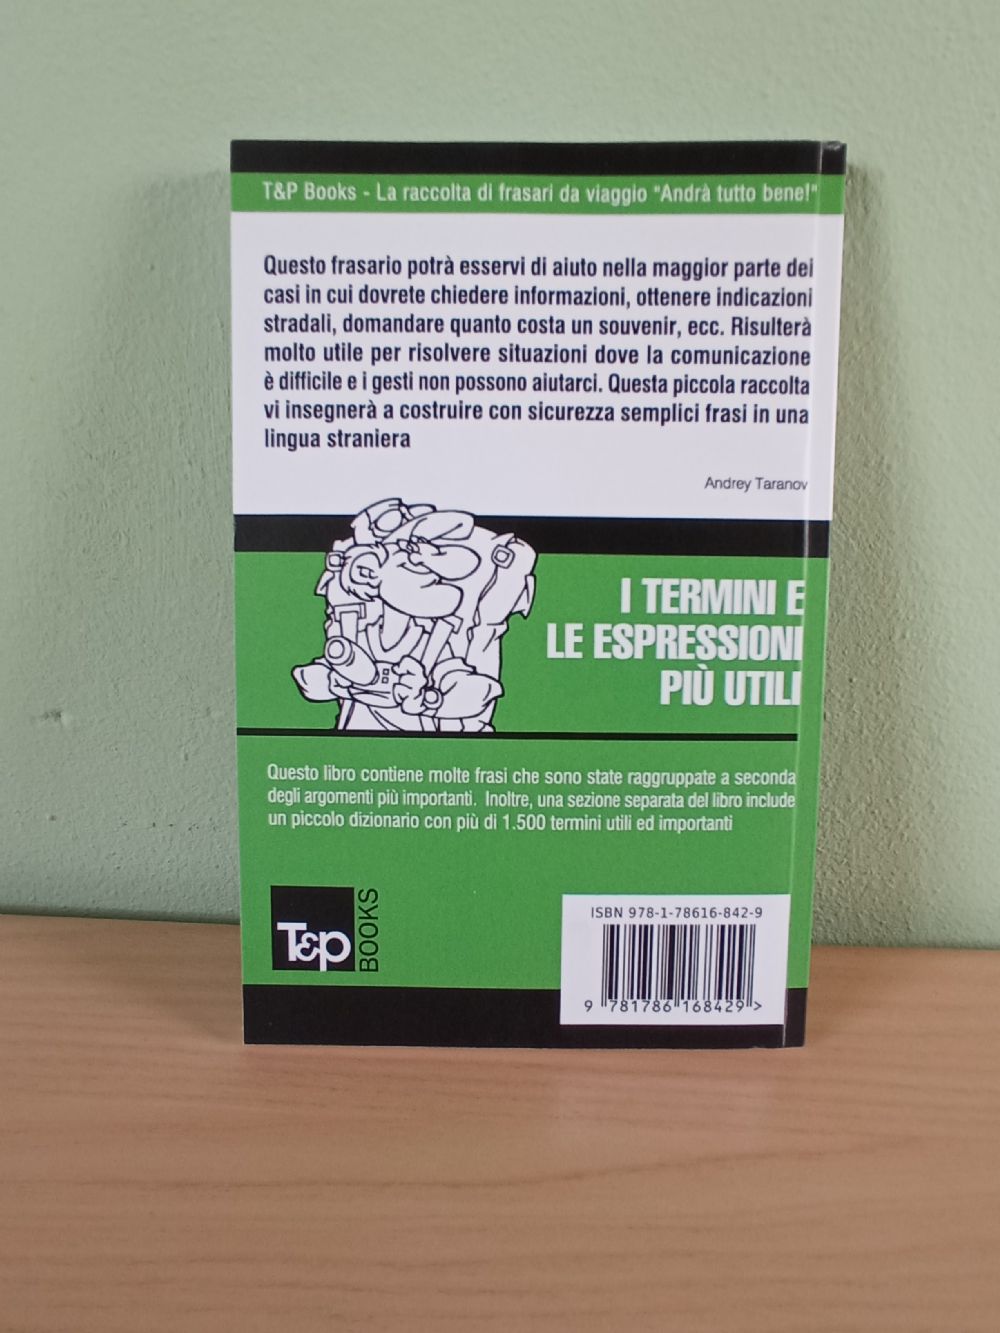 T&P Books - La raccolta di frasari da viaggio "Andrà tutto bene!"
Questo frasario potrà esservi di aiuto nella maggior parte dei
casi in cui dovrete chiedere informazioni, ottenere indicazioni
stradali, domandare quanto costa un souvenir, ecc. Risulterà
molto utile per risolvere situazioni dove la comunicazione
è difficile e i gesti non possono aiutarci. Questa piccola raccolta
vi insegnerà a costruire con sicurezza semplici frasi in una
lingua straniera
Andrey Taranov
I TERMINI E
LE ESPRESSIONI
PIÙ UTILI
Questo libro contiene molte frasi che sono state raggruppate a seconda
degli argomenti più importanti. Inoltre, una sezione separata del libro include
un piccolo dizionario con più di 1.500 termini utili ed importanti
T&P BOOKS
ISBN 978-1-78616-842-9
9 781786 168429 >